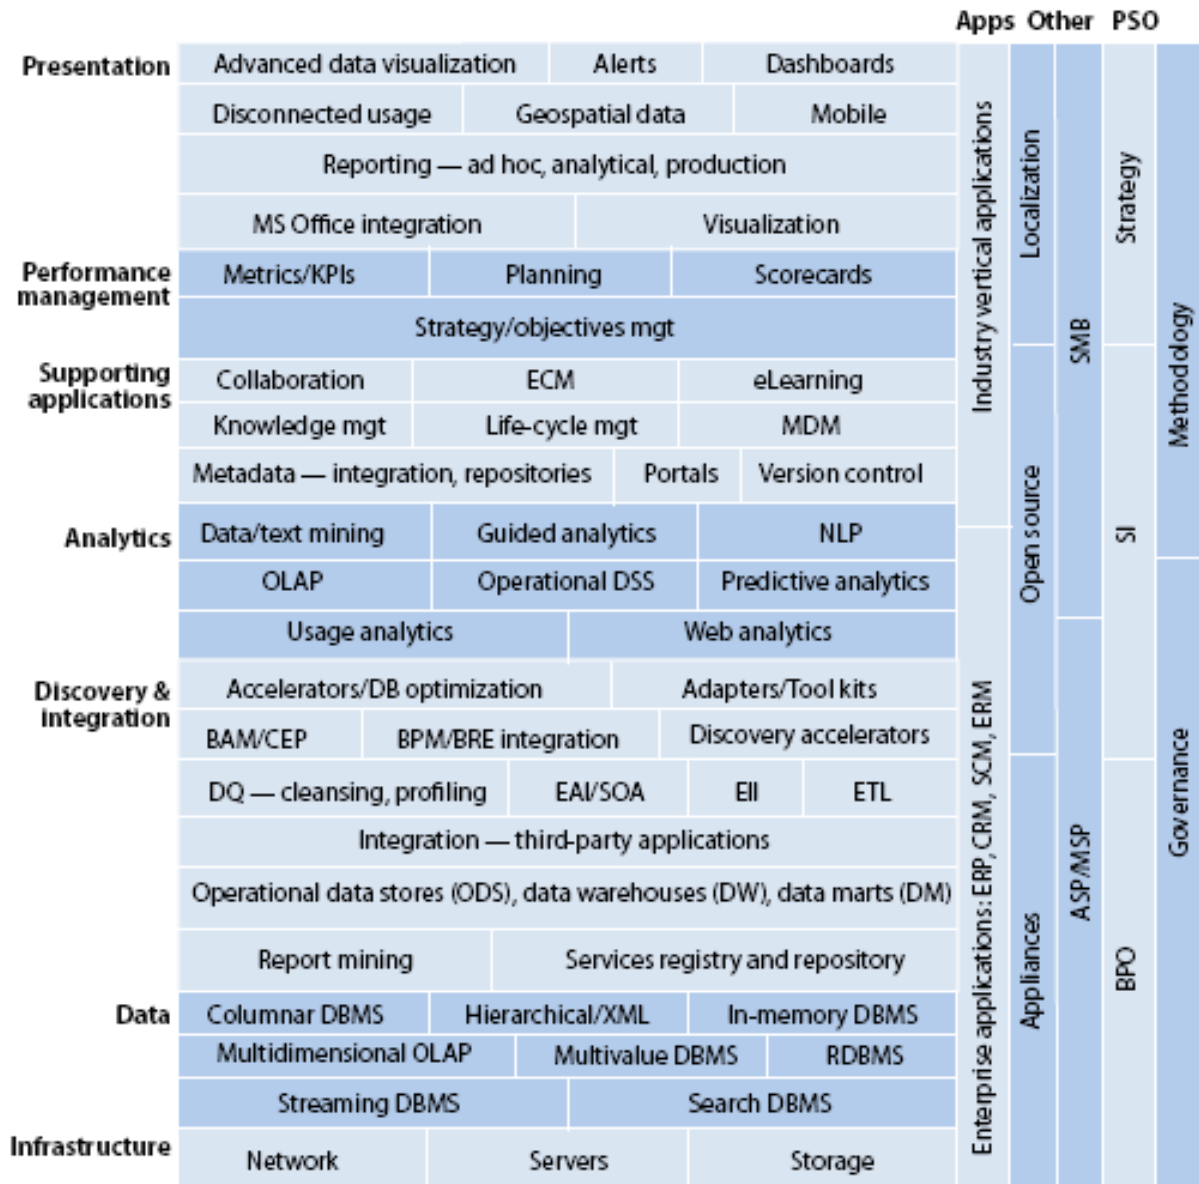 Apps Other PSO
Presentation
Advanced data visualization
Alerts
Dashboards
Disconnected usage
Geospatial data
Mobile
Reporting — ad hoc, analytical, production
MS Office integration
Visualization
Performance
management
Metrics/KPIs
Planning
Scorecards
Strategy/objectives mgt
Supporting
applications
Collaboration
ECM
eLearning
Knowledge mgt
Life-cycle mgt
MDM
Metadata — integration, repositories
Portals
Version control
Analytics
Data/text mining
Guided analytics
NLP
OLAP
Operational DSS
Predictive analytics
Usage analytics
Web analytics
Discovery &
integration
Accelerators/DB optimization
Adapters/Tool kits
BAM/CEP
BPM/BRE integration
Discovery accelerators
DQ — cleansing, profiling
EAI/SOA
EII
ETL
Integration — third-party applications
Operational data stores (ODS), data warehouses (DW), data marts (DM)
Report mining
Services registry and repository
Data
Columnar DBMS
Hierarchical/XML
In-memory DBMS
Multidimensional OLAP
Multivalue DBMS
RDBMS
Streaming DBMS
Search DBMS
Infrastructure
Network
Servers
Storage
Industry vertical applications
Enterprise applications: ERP, CRM, SCM, ERM
Localization
Open source
Appliances
SMB
ASP/MSP
Strategy
SI
BPO
Methodology
Governance